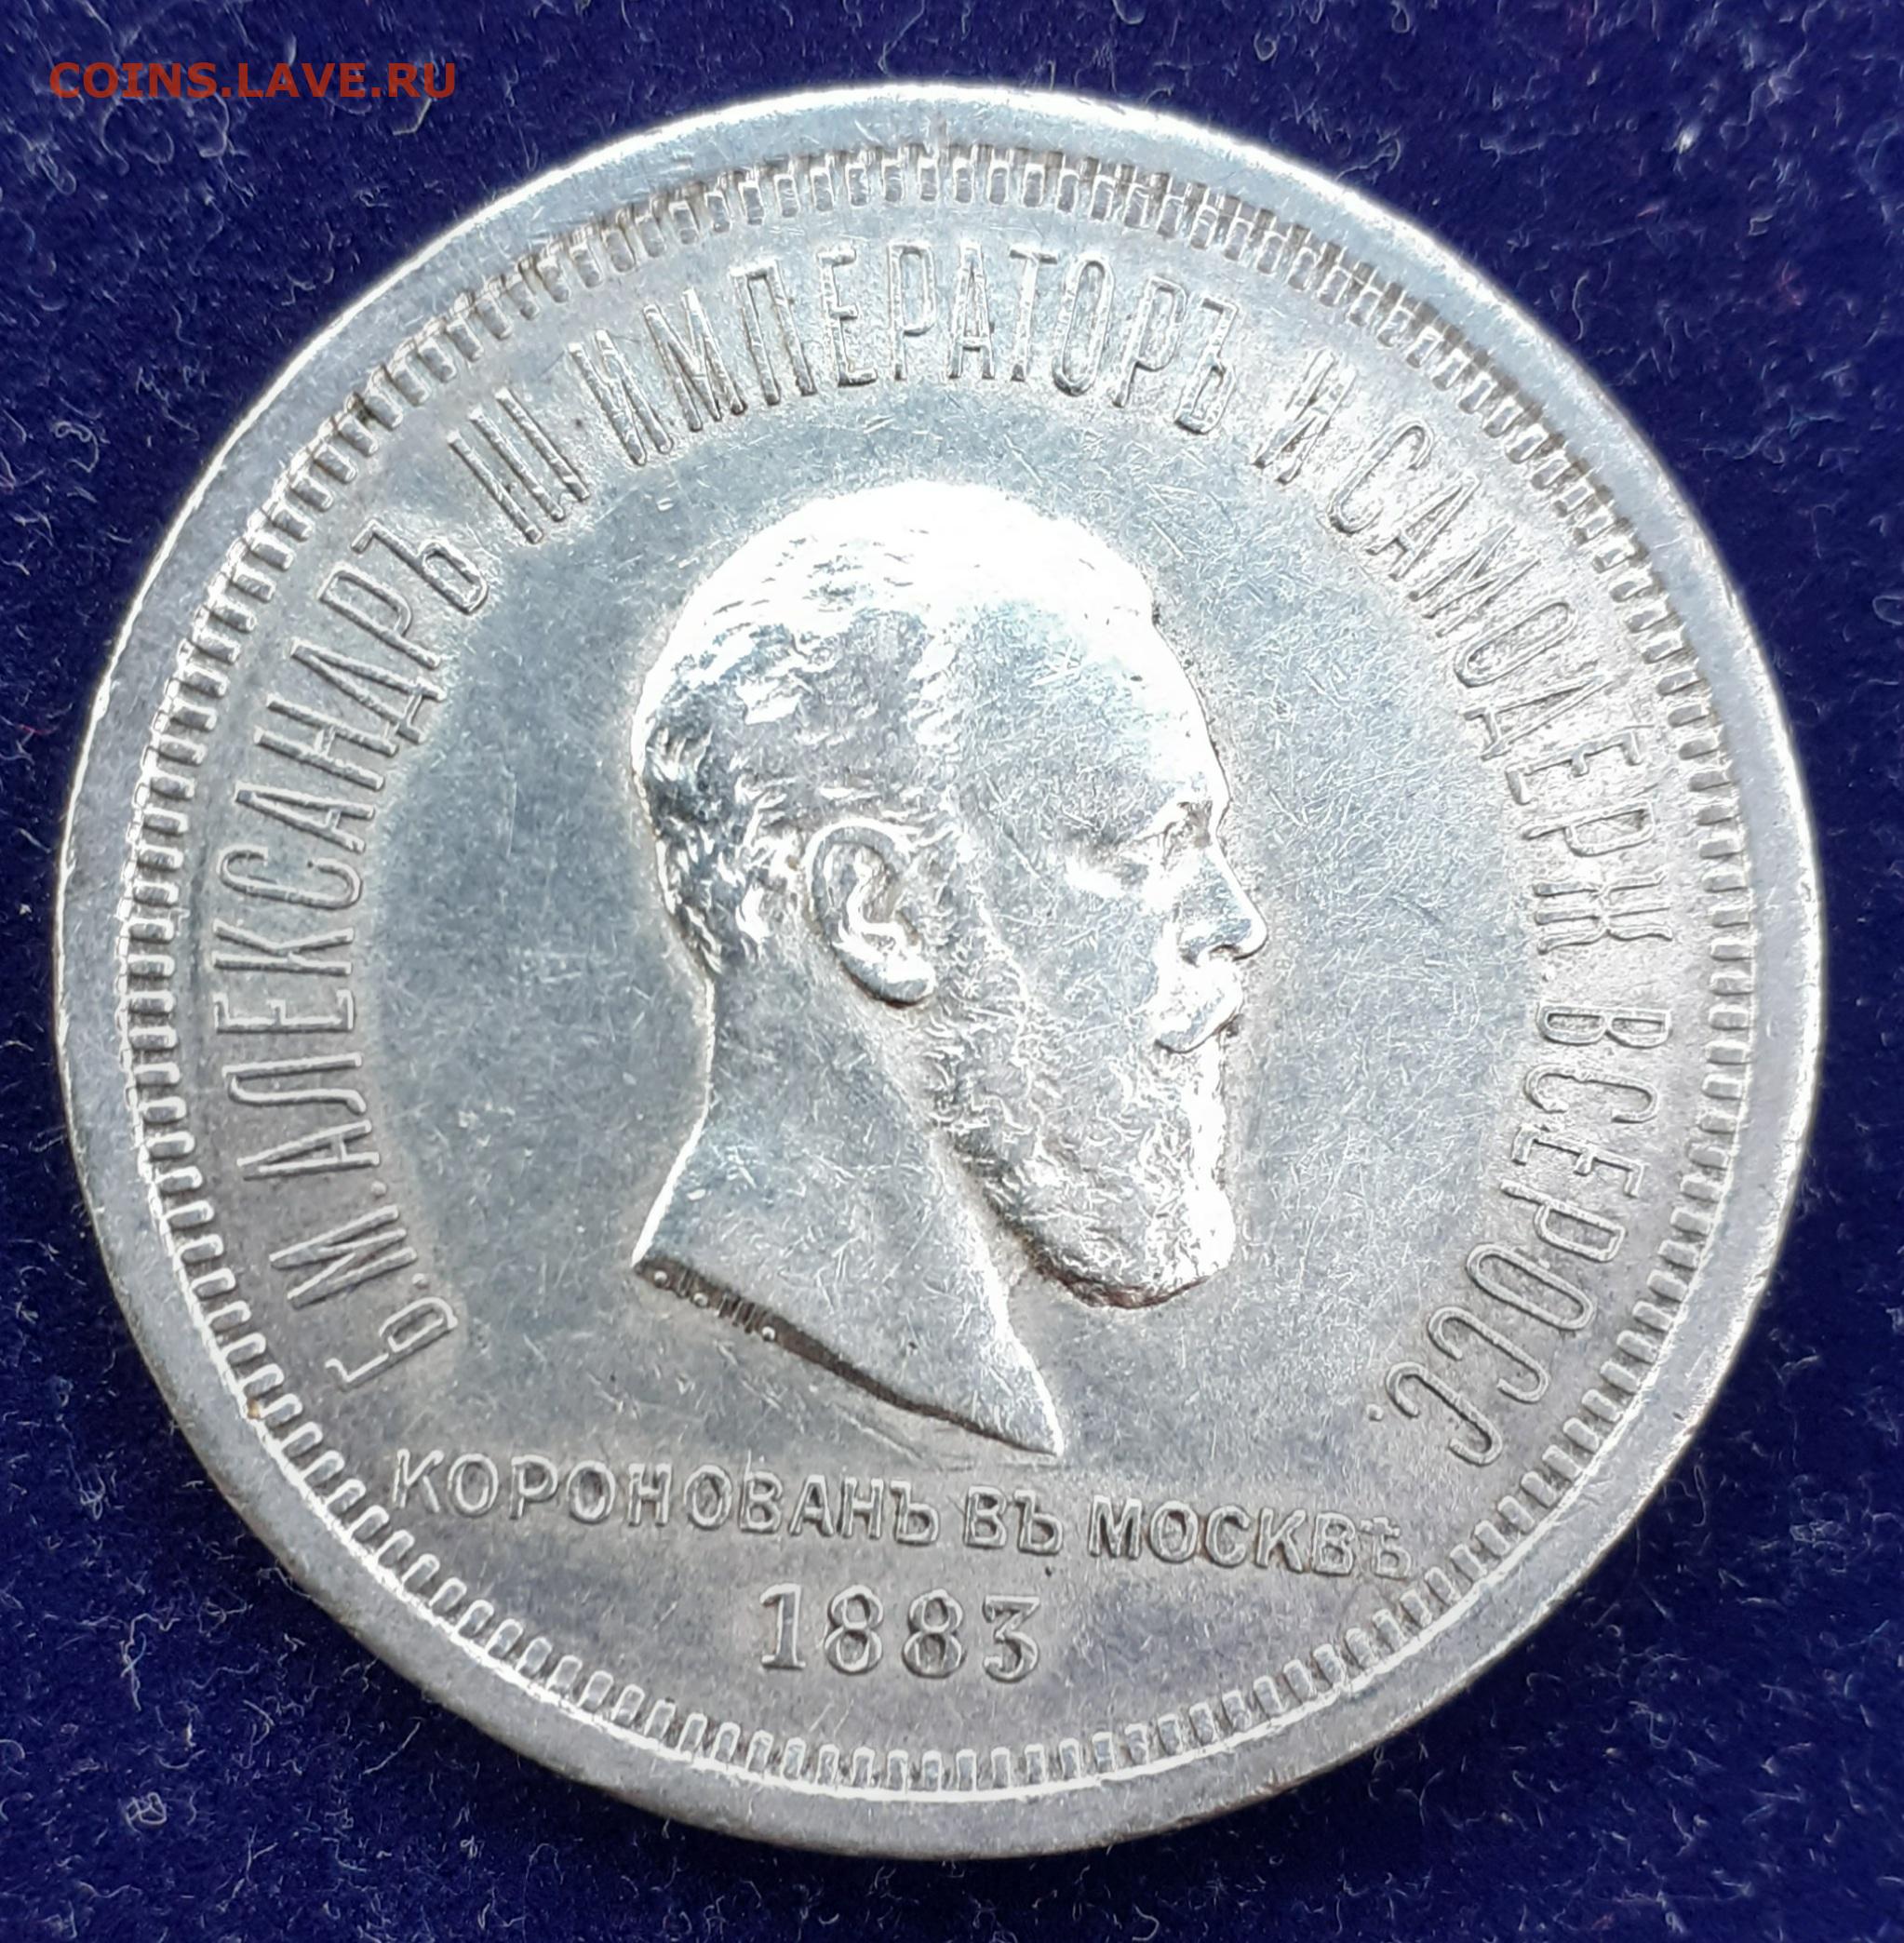 COINS.LAVE.RU
Б.М.АЛЕКСАНДРЪ III ИМПЕРАТОРЪ И САМОДЕРЖ.ВСЕРОСС.
КОРОНОВАНЪ ВЪ МОСКВѢ
1883